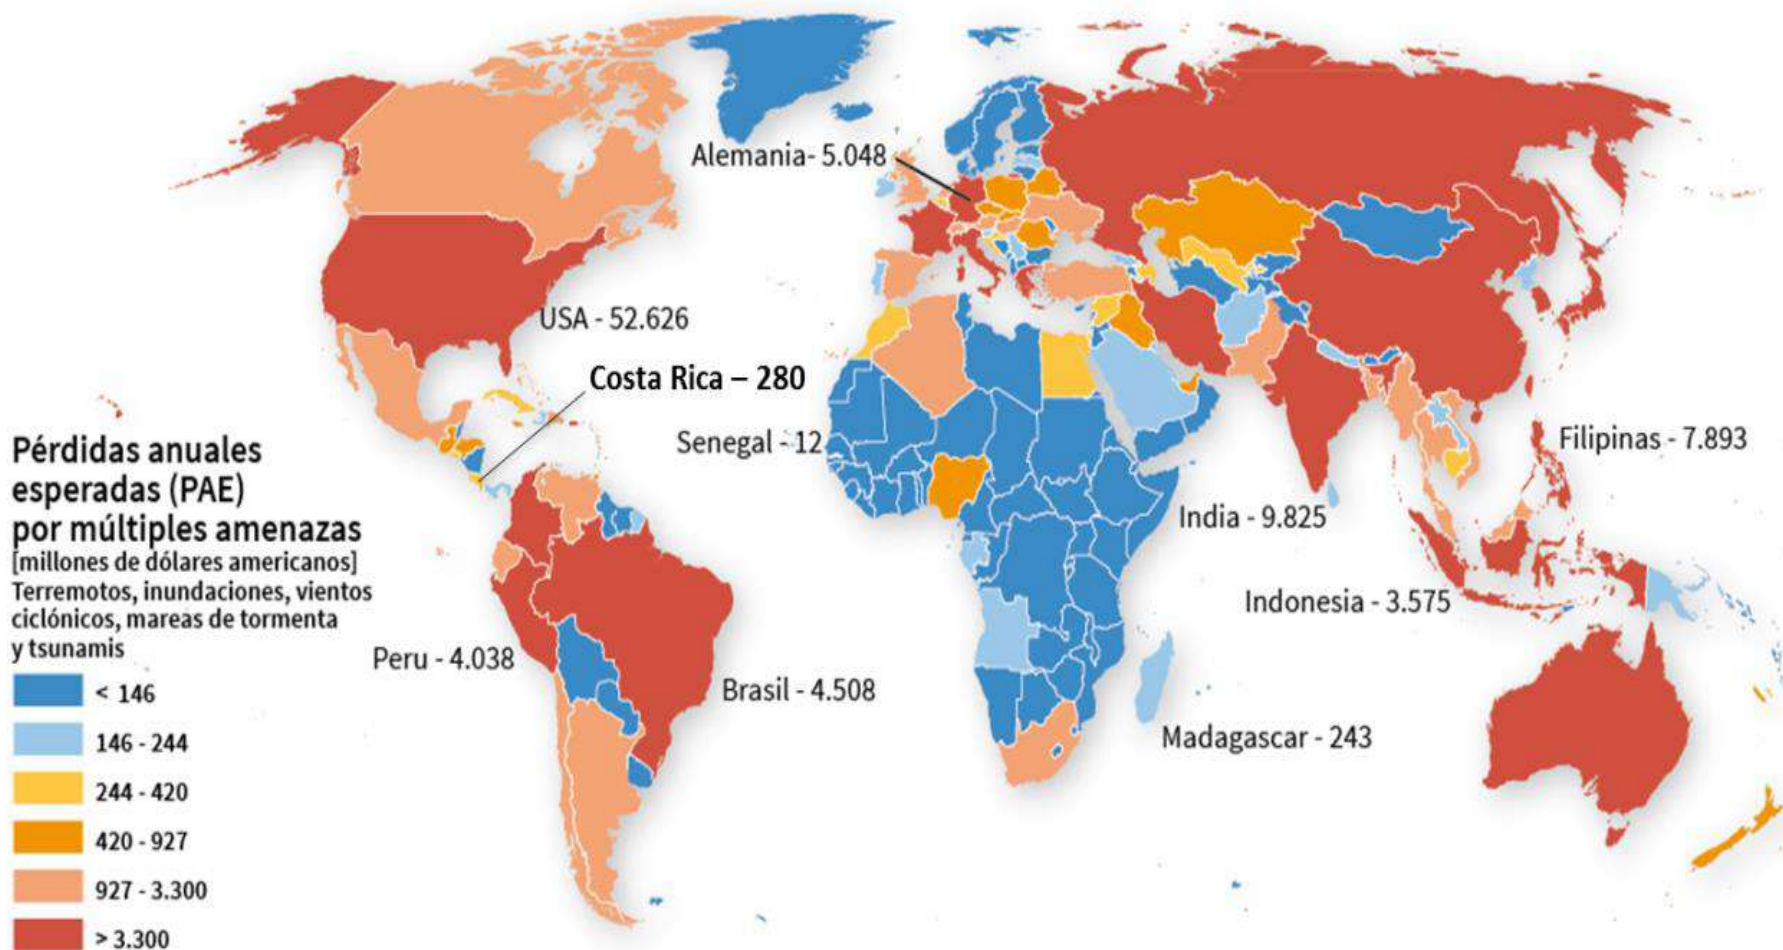 Alemania- 5.048
USA - 52.626
Costa Rica – 280
Senegal - 12
Filipinas - 7.893
India - 9.825
Indonesia - 3.575
Peru - 4.038
Brasil - 4.508
Madagascar - 243
Pérdidas anuales
esperadas (PAE)
por múltiples amenazas
[millones de dólares americanos]
Terremotos, inundaciones, vientos
ciclónicos, mareas de tormenta
y tsunamis
< 146
146 - 244
244 - 420
420 - 927
927 - 3.300
> 3.300